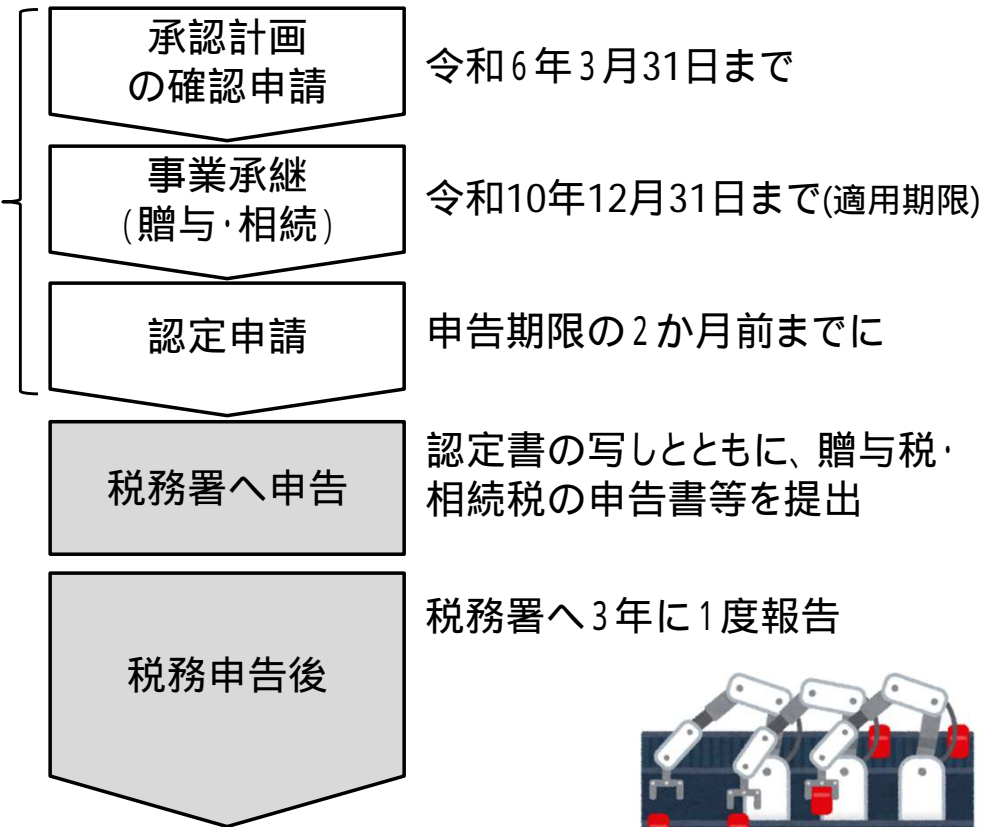 承認計画
の確認申請
令和6年3月31日まで
事業承継
(贈与・相続)
令和10年12月31日まで(適用期限)
認定申請
申告期限の2か月前までに
税務署へ申告
認定書の写しとともに、贈与税・
相続税の申告書等を提出
税務申告後
税務署へ3年に1度報告